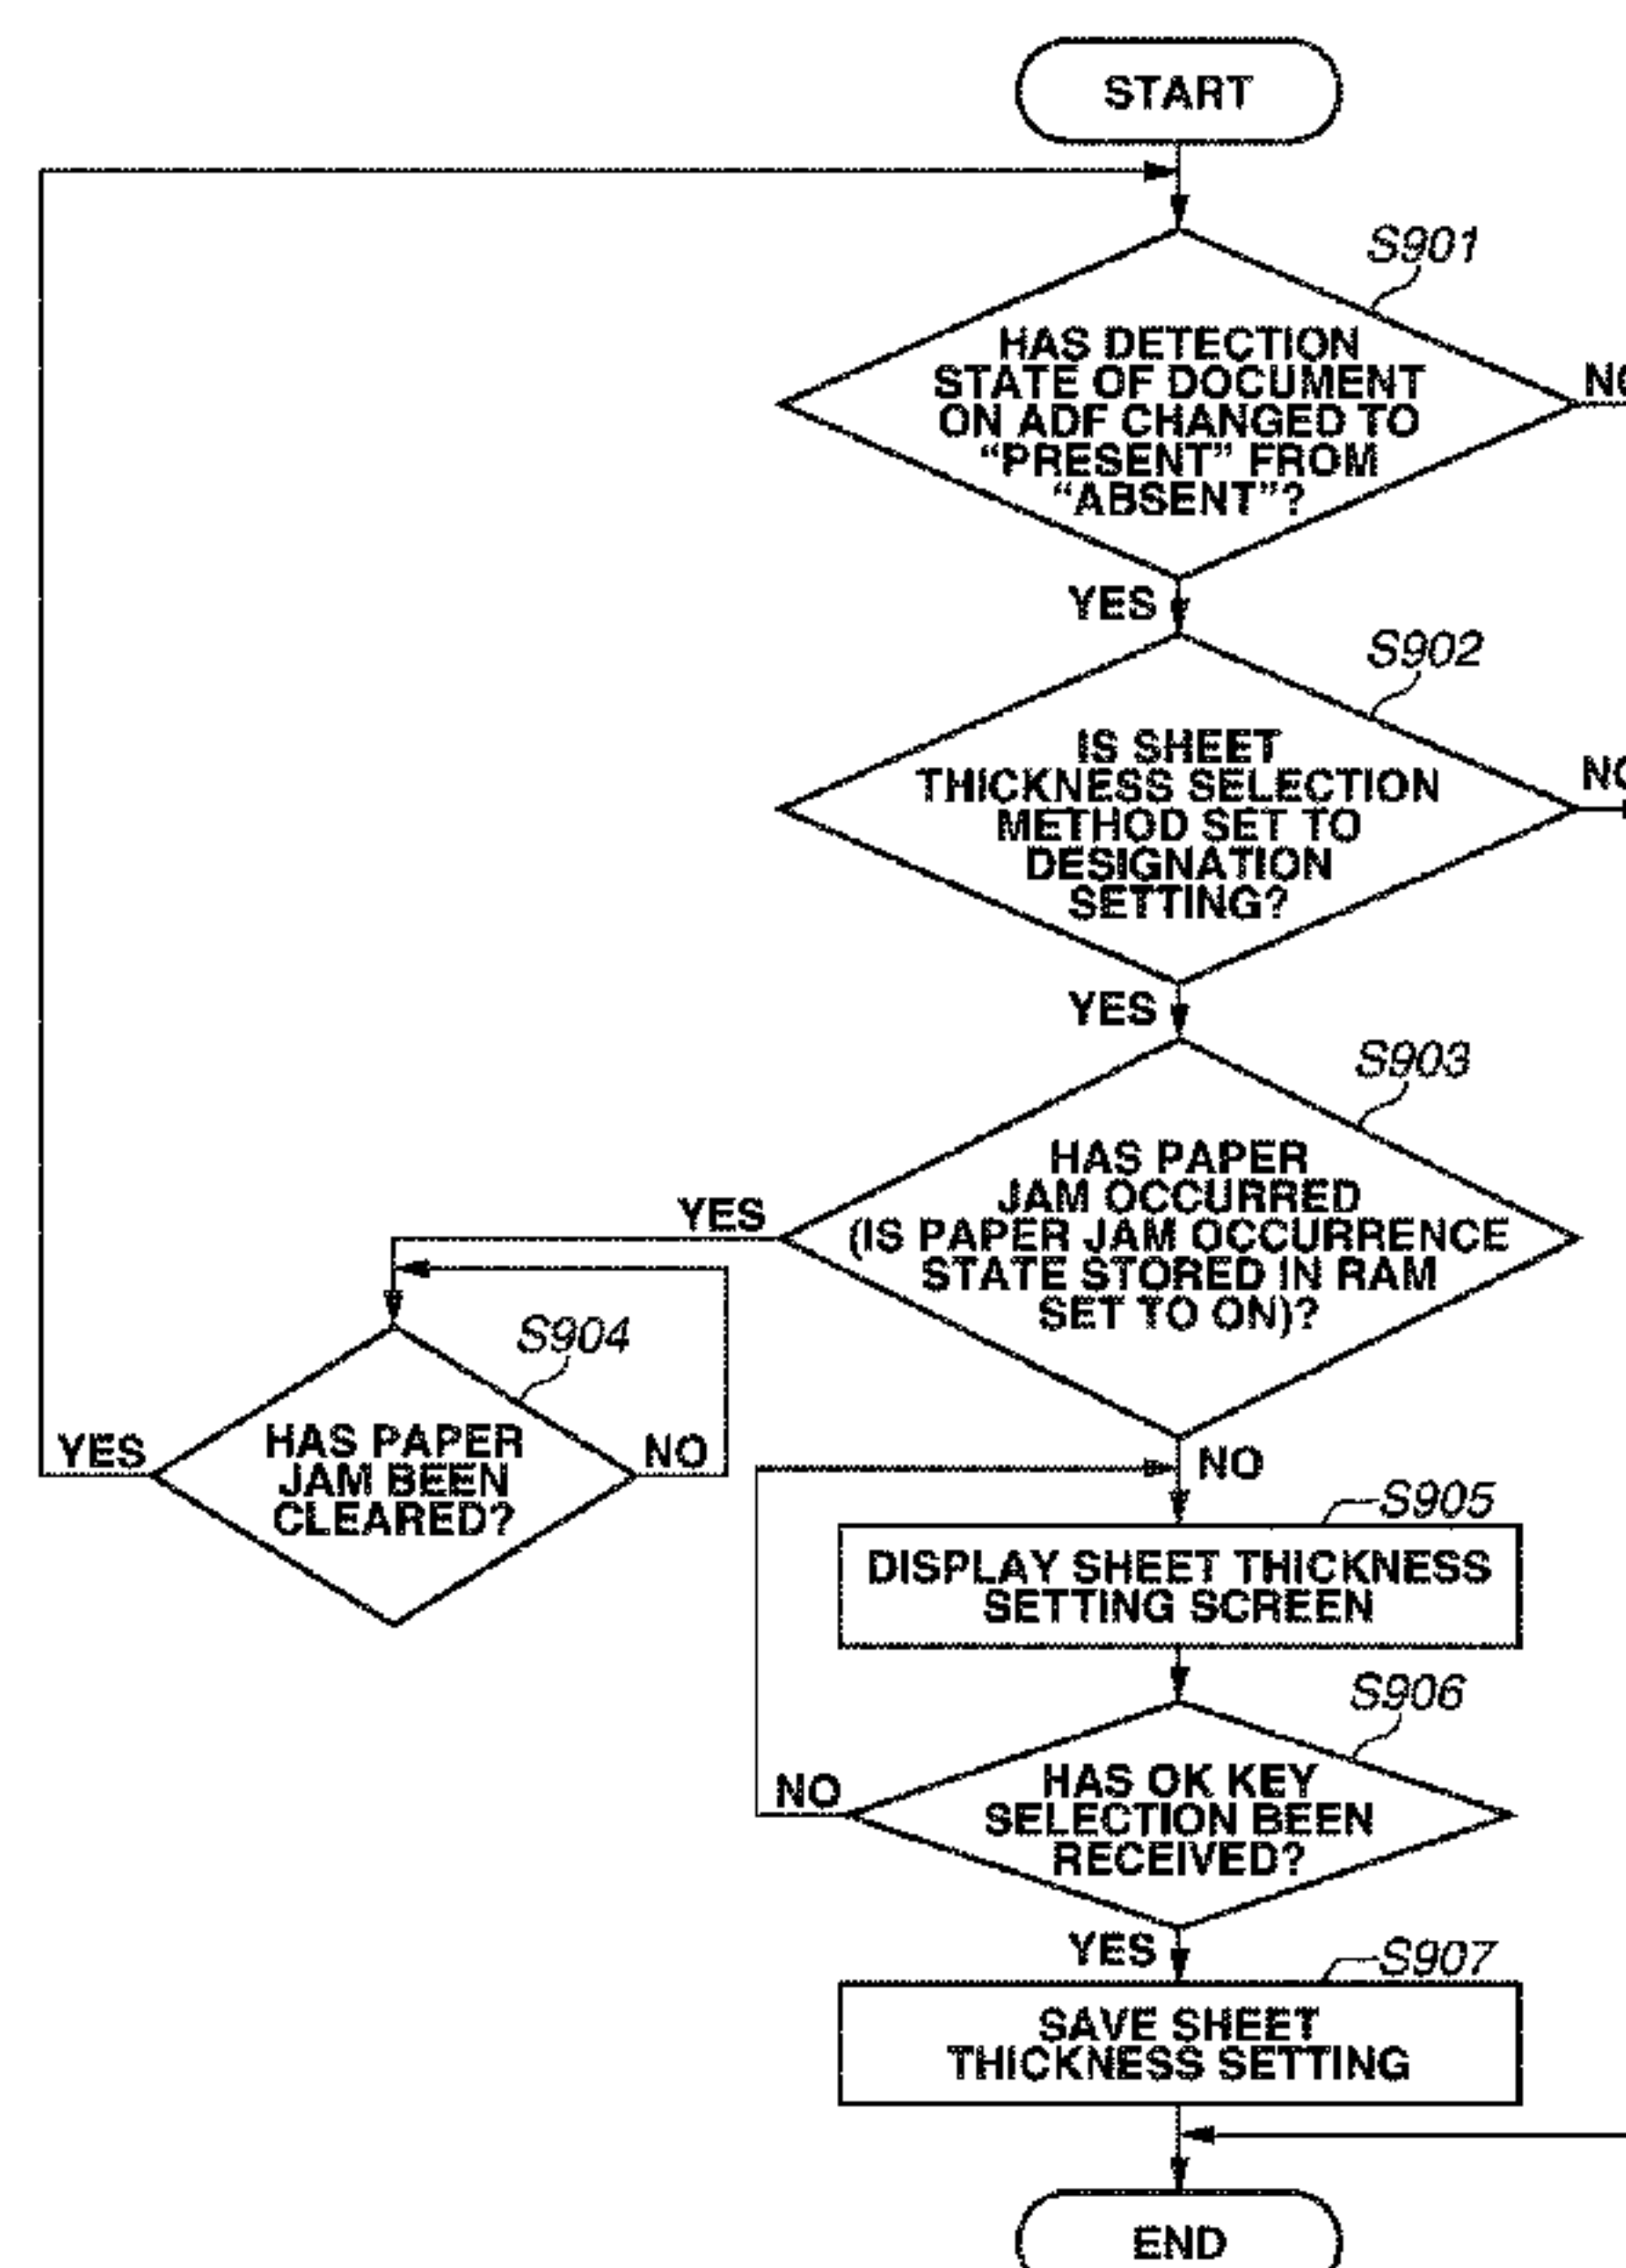 START
S901
HAS DETECTION
STATE OF DOCUMENT
ON ADF CHANGED TO
“PRESENT” FROM
“ABSENT”?
YES
S902
IS SHEET
THICKNESS SELECTION
METHOD SET TO
DESIGNATION
SETTING?
YES
S903
HAS PAPER
JAM OCCURRED
(IS PAPER JAM OCCURRENCE
STATE STORED IN RAM
SET TO ON)?
YES
S904
HAS PAPER
JAM BEEN
CLEARED?
YES
NO
NO
S905
DISPLAY SHEET THICKNESS
SETTING SCREEN
S906
HAS OK KEY
SELECTION BEEN
RECEIVED?
NO
YES
S907
SAVE SHEET
THICKNESS SETTING
END